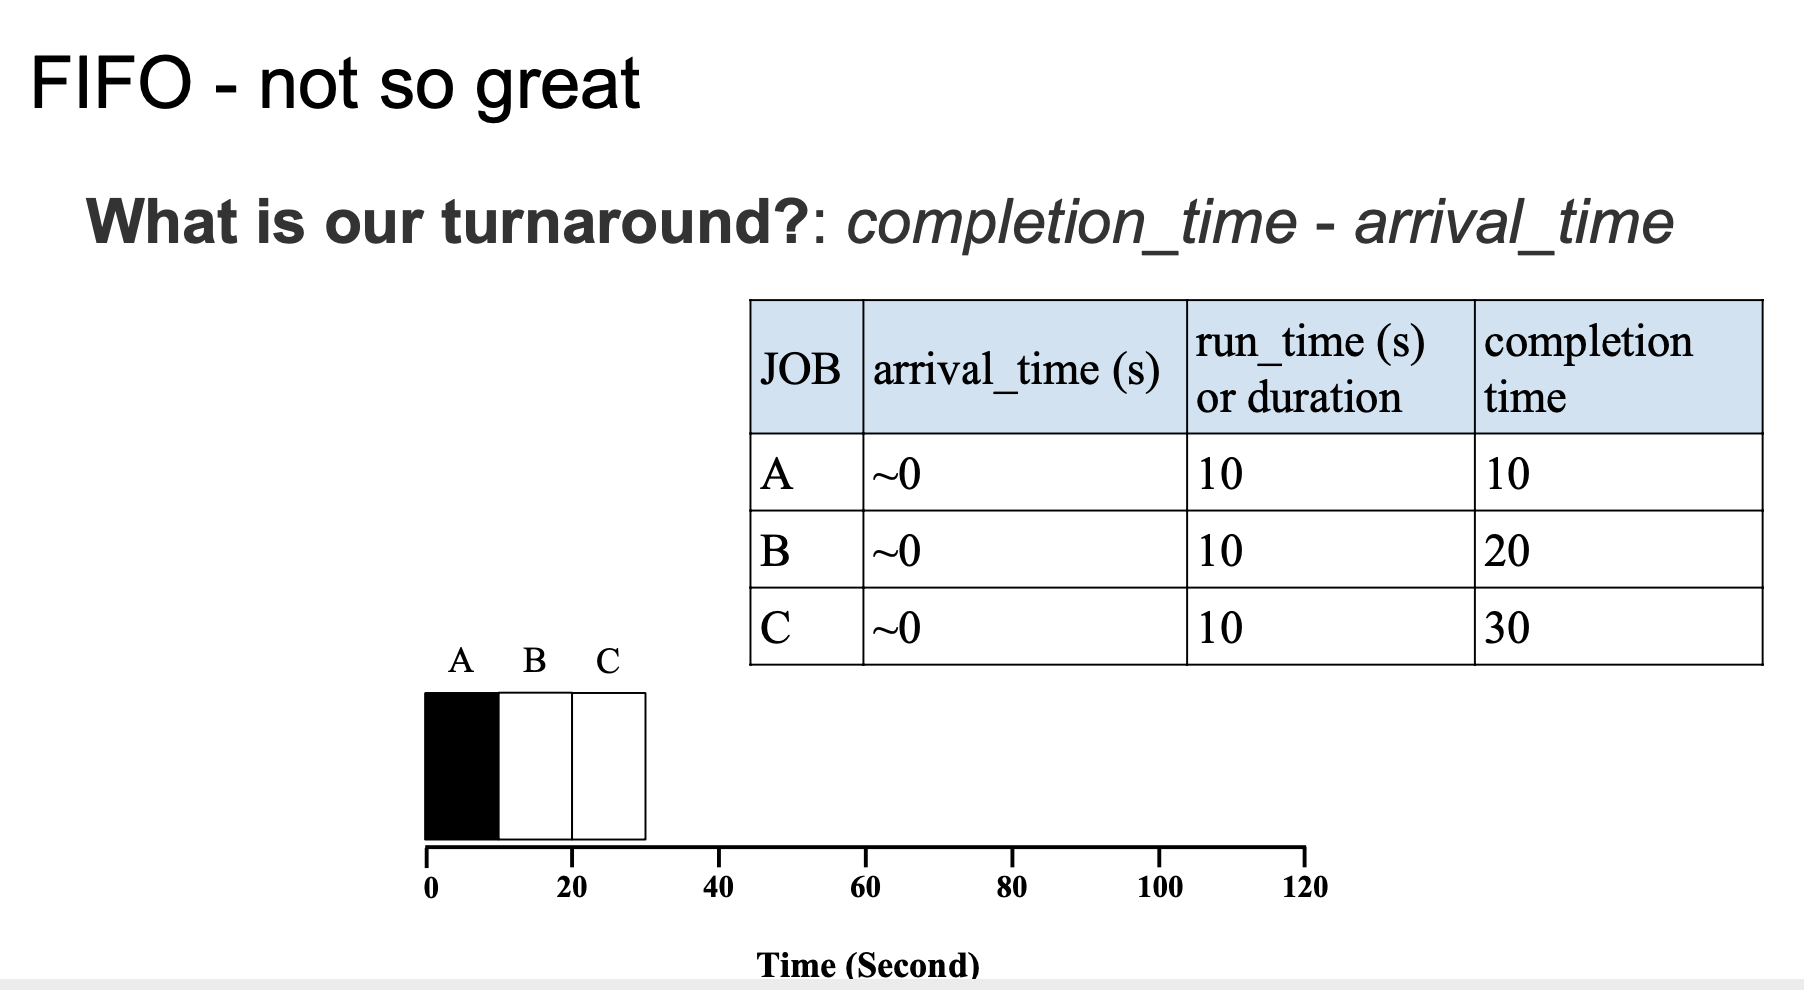 FIFO - not so great
What is our turnaround?: completion_time - arrival_time
JOB arrival_time (s) run_time (s) or duration completion time
A ~0 10 10
B ~0 10 20
C ~0 10 30
A B C
0 20 40 60 80 100 120
Time (Second)